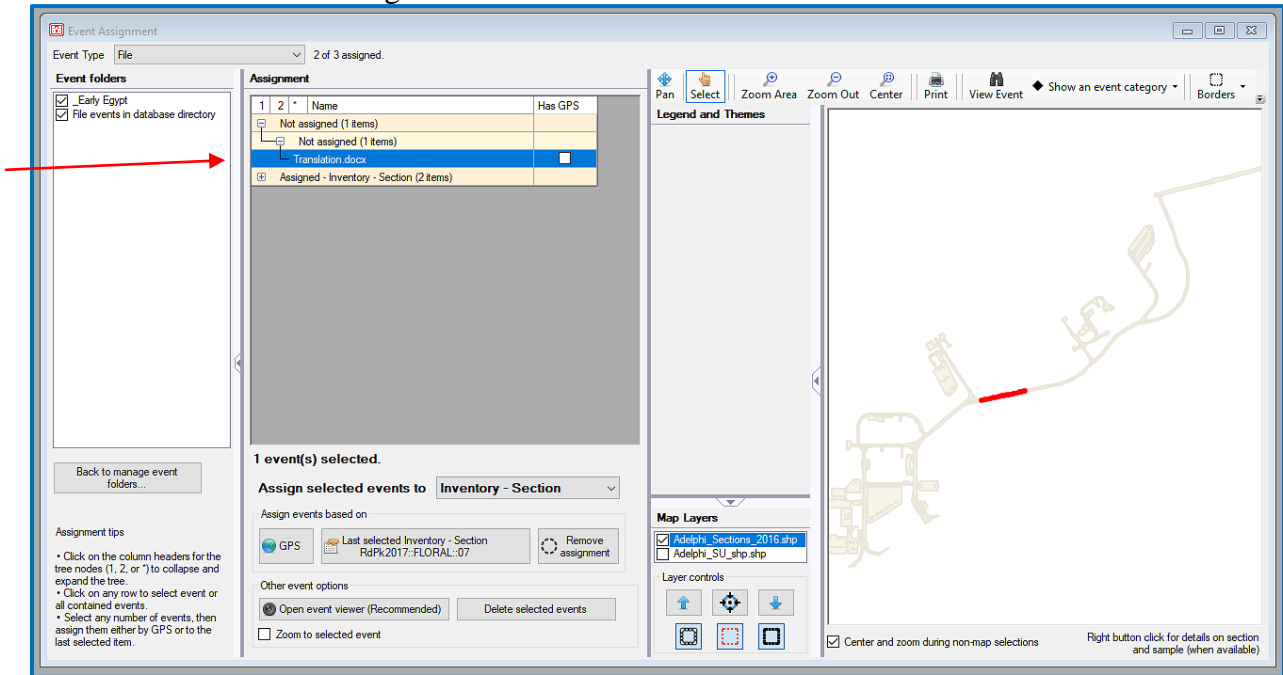 Event Assignment
Event Type File 2 of 3 assigned.
Event folders
_Early Egypt
File events in database directory
Back to manage event
folders...
Assignment tips
• Click on the column headers for the
tree nodes (1, 2, or *) to collapse and
expand the tree.
• Click on any row to select event or
all contained events.
• Select any number of events, then
assign them either by GPS or to the
last selected item.
Assignment
1 2 * Name Has GPS
Not assigned (1 items)
Not assigned (1 items)
Translation.docx
Assigned - Inventory - Section (2 items)
1 event(s) selected.
Assign selected events to Inventory - Section
Assign events based on
GPS
Last selected Inventory - Section
RdPk2017::FLORAL::07
Remove
assignment
Other event options
Open event viewer (Recommended) Delete selected events
Zoom to selected event
Pan Select Zoom Area Zoom Out Center Print View Event Show an event category Borders
Legend and Themes
Map Layers
Adelphi_Sections_2016.shp
Adelphi_SU_shp.shp
Layer controls
Center and zoom during non-map selections
Right button click for details on section
and sample (when available)